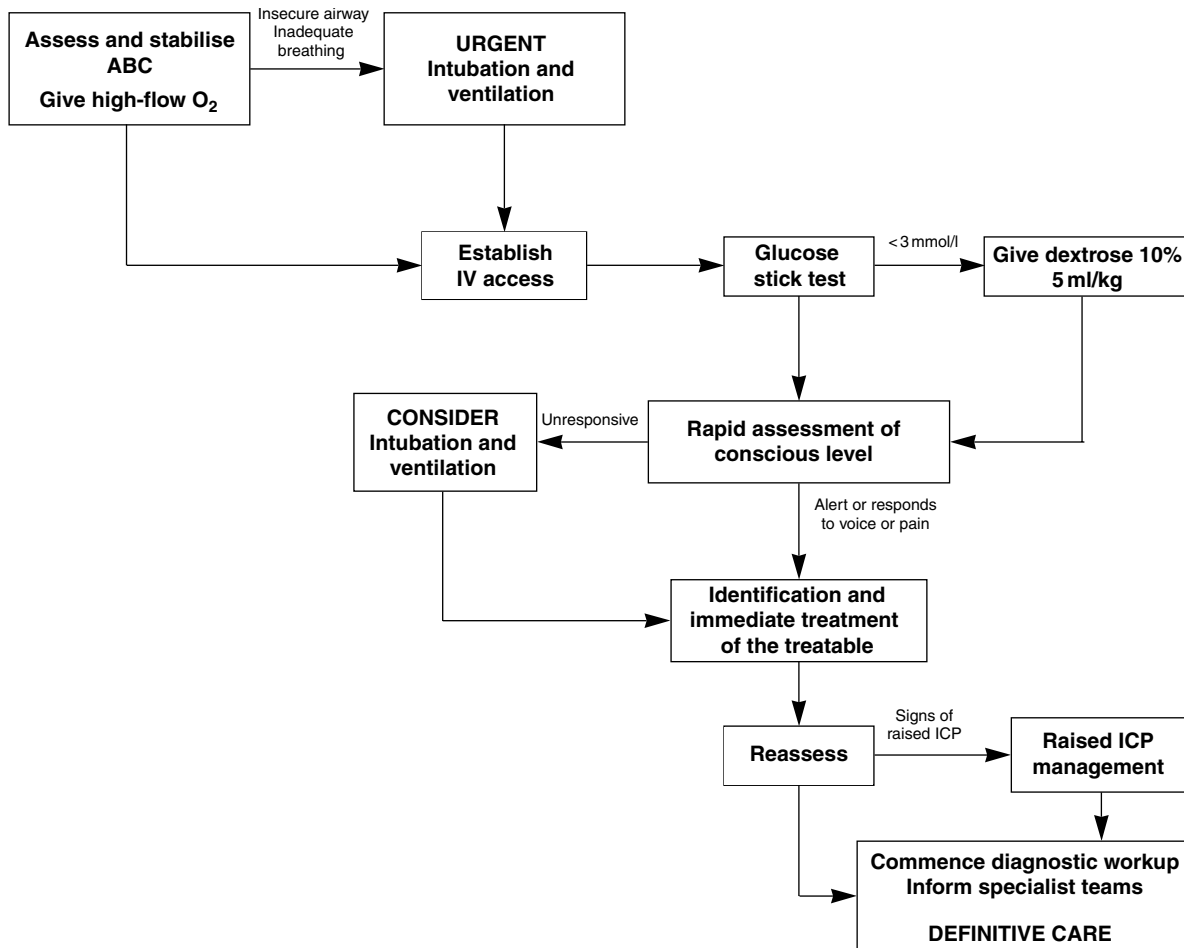 Assess and stabilise
ABC
Give high-flow O₂
Insecure airway
Inadequate
breathing
URGENT
Intubation and
ventilation
Establish
IV access
Glucose
stick test
<3 mmol/l
Give dextrose 10%
5 ml/kg
CONSIDER
Intubation and
ventilation
Unresponsive
Rapid assessment of
conscious level
Alert or responds
to voice or pain
Identification and
immediate treatment
of the treatable
Reassess
Signs of
raised ICP
Raised ICP
management
Commence diagnostic workup
Inform specialist teams
DEFINITIVE CARE